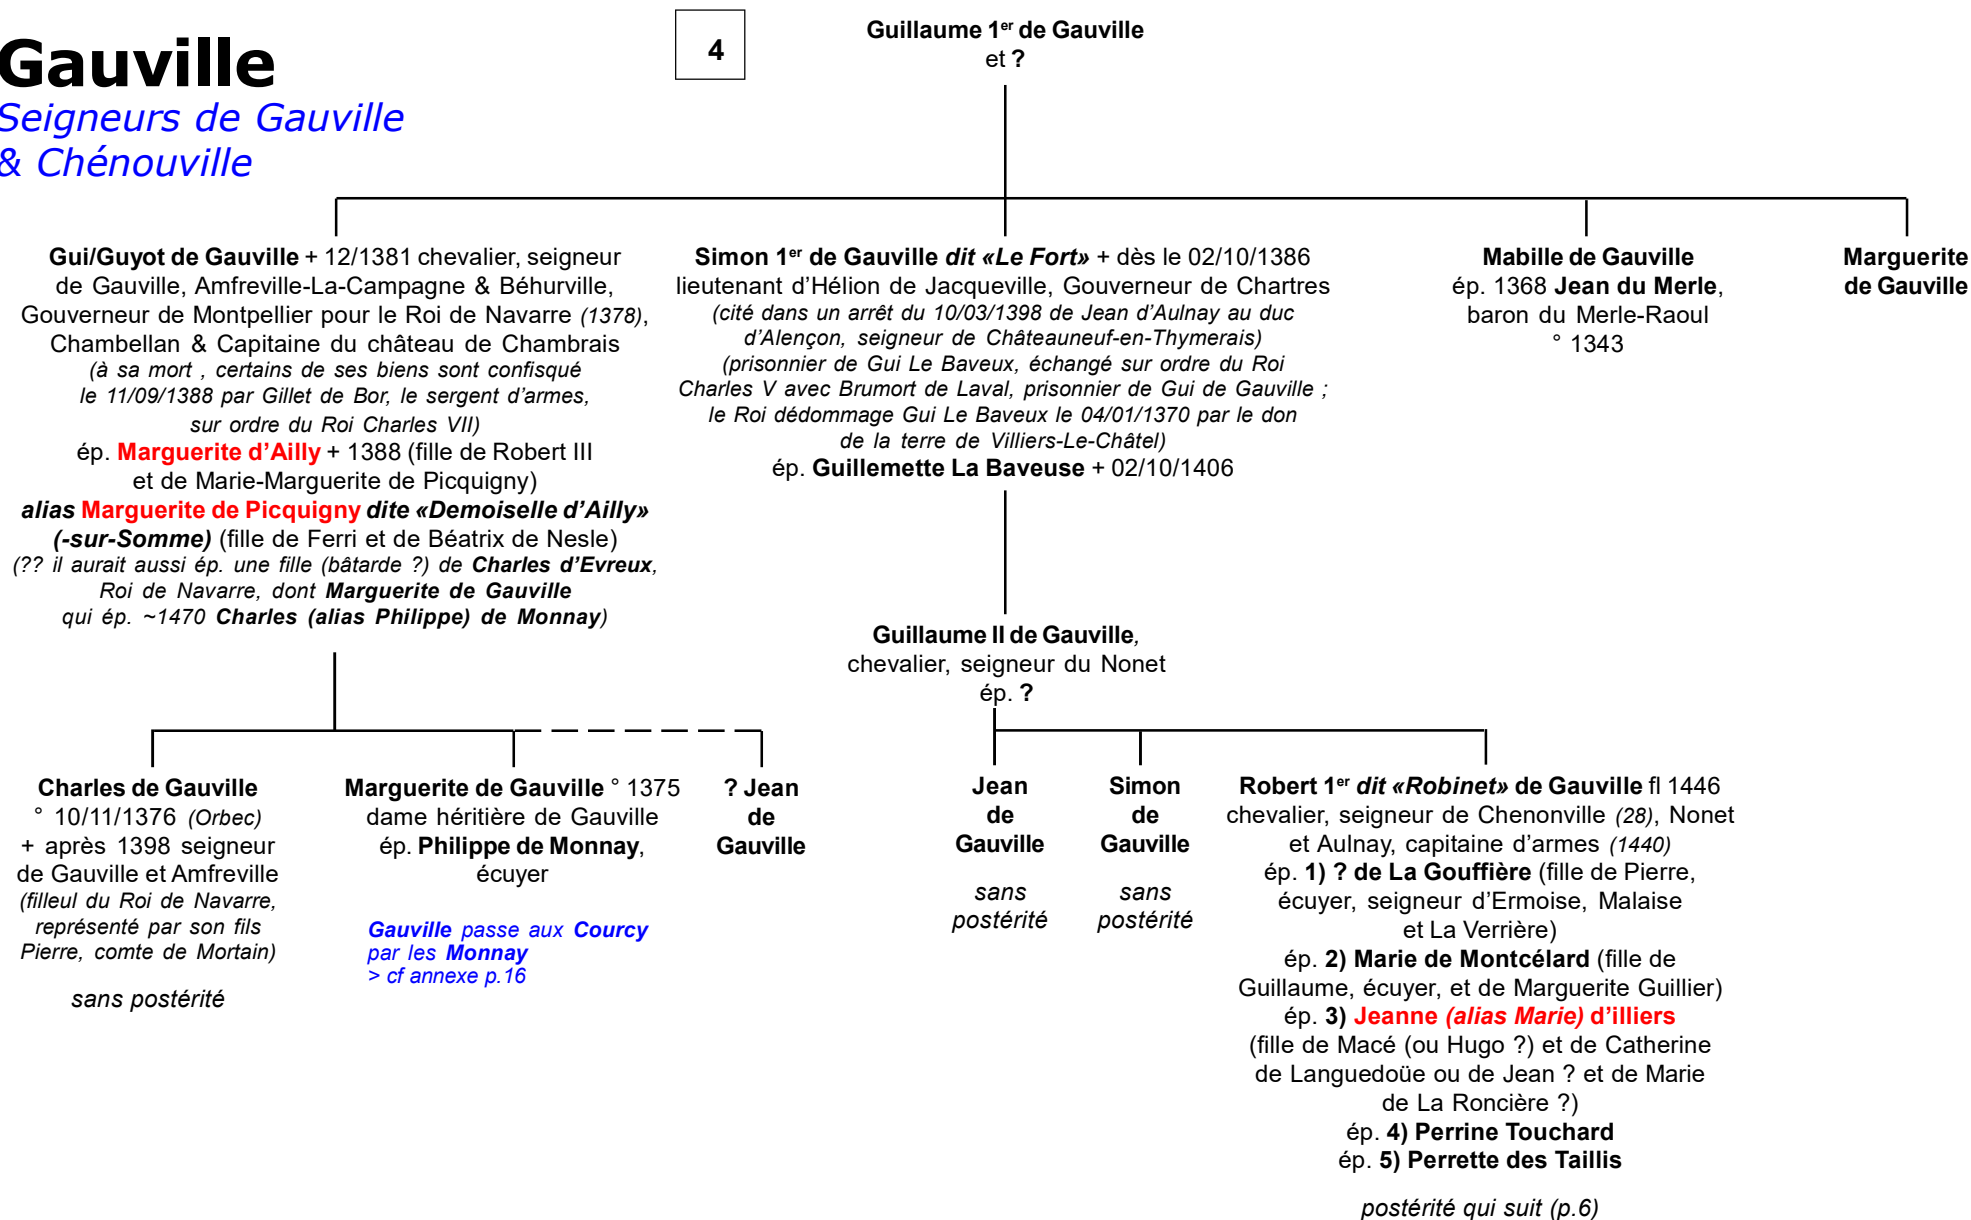 Gauville
Seigneurs de Gauville
& Chénouville
4
Guillaume 1er de Gauville
et ?
Gui/Guyot de Gauville + 12/1381 chevalier, seigneur
de Gauville, Amfreville-La-Campagne & Béhurville,
Gouverneur de Montpellier pour le Roi de Navarre (1378),
Chambellan & Capitaine du château de Chambrais
(à sa mort , certains de ses biens sont confisqué
le 11/09/1388 par Gillet de Bor, le sergent d'armes,
sur ordre du Roi Charles VII)
ép. Marguerite d'Ailly + 1388 (fille de Robert III
et de Marie-Marguerite de Picquigny)
alias Marguerite de Picquigny dite «Demoiselle d'Ailly»
(-sur-Somme) (fille de Ferri et de Béatrix de Nesle)
(?? il aurait aussi ép. une fille (bâtarde ?) de Charles d'Evreux,
Roi de Navarre, dont Marguerite de Gauville
qui ép. ~1470 Charles (alias Philippe) de Monnay)
Simon 1er de Gauville dit «Le Fort» + dès le 02/10/1386
lieutenant d'Hélion de Jacqueville, Gouverneur de Chartres
(cité dans un arrêt du 10/03/1398 de Jean d'Aulnay au duc
d'Alençon, seigneur de Châteauneuf-en-Thymerais)
(prisonnier de Gui Le Baveux, échangé sur ordre du Roi
Charles V avec Brumort de Laval, prisonnier de Gui de Gauville ;
le Roi dédommage Gui Le Baveux le 04/01/1370 par le don
de la terre de Villiers-Le-Châtel)
ép. Guillemette La Baveuse + 02/10/1406
Mabille de Gauville
ép. 1368 Jean du Merle,
baron du Merle-Raoul
° 1343
Marguerite
de Gauville
Guillaume II de Gauville,
chevalier, seigneur du Nonet
ép. ?
Charles de Gauville
° 10/11/1376 (Orbec)
+ après 1398 seigneur
de Gauville et Amfreville
(filleul du Roi de Navarre,
représenté par son fils
Pierre, comte de Mortain)
sans postérité
Marguerite de Gauville ° 1375
dame héritière de Gauville
ép. Philippe de Monnay,
écuyer
Gauville passe aux Courcy
par les Monnay
> cf annexe p.16
? Jean
de
Gauville
Jean
de
Gauville
sans
postérité
Simon
de
Gauville
sans
postérité
Robert 1er dit «Robinet» de Gauville fl 1446
chevalier, seigneur de Chenonville (28), Nonet
et Aulnay, capitaine d'armes (1440)
ép. 1) ? de La Gouffière (fille de Pierre,
écuyer, seigneur d'Ermoise, Malaise
et La Verrière)
ép. 2) Marie de Montcélard (fille de
Guillaume, écuyer, et de Marguerite Guillier)
ép. 3) Jeanne (alias Marie) d'illiers
(fille de Macé (ou Hugo ?) et de Catherine
de Languedoüe ou de Jean ? et de Marie
de La Roncière ?)
ép. 4) Perrine Touchard
ép. 5) Perrette des Taillis
postérité qui suit (p.6)